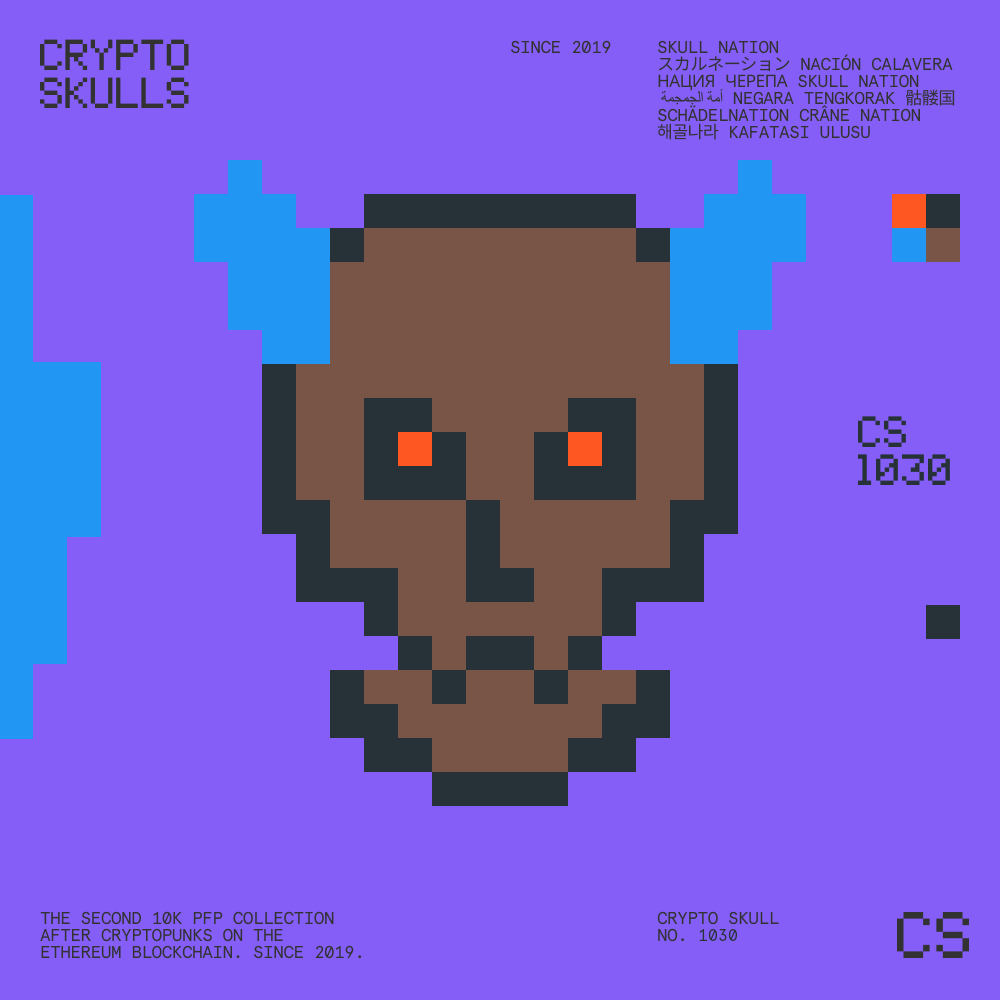 CRYPTO
SKULLS
SINCE 2019
SKULL NATION
スカルネーション NACIÓN CALAVERA
НАЦИЯ ЧЕРЕПА SKULL NATION
أمة الجمجمة NEGARA TENGKORAK 骷髅国
SCHÄDELNATION CRÂNE NATION
해골나라 KAFATASI ULUSU
CS
1030
THE SECOND 10K PFP COLLECTION
AFTER CRYPTOPUNKS ON THE
ETHEREUM BLOCKCHAIN. SINCE 2019.
CRYPTO SKULL
NO. 1030
CS